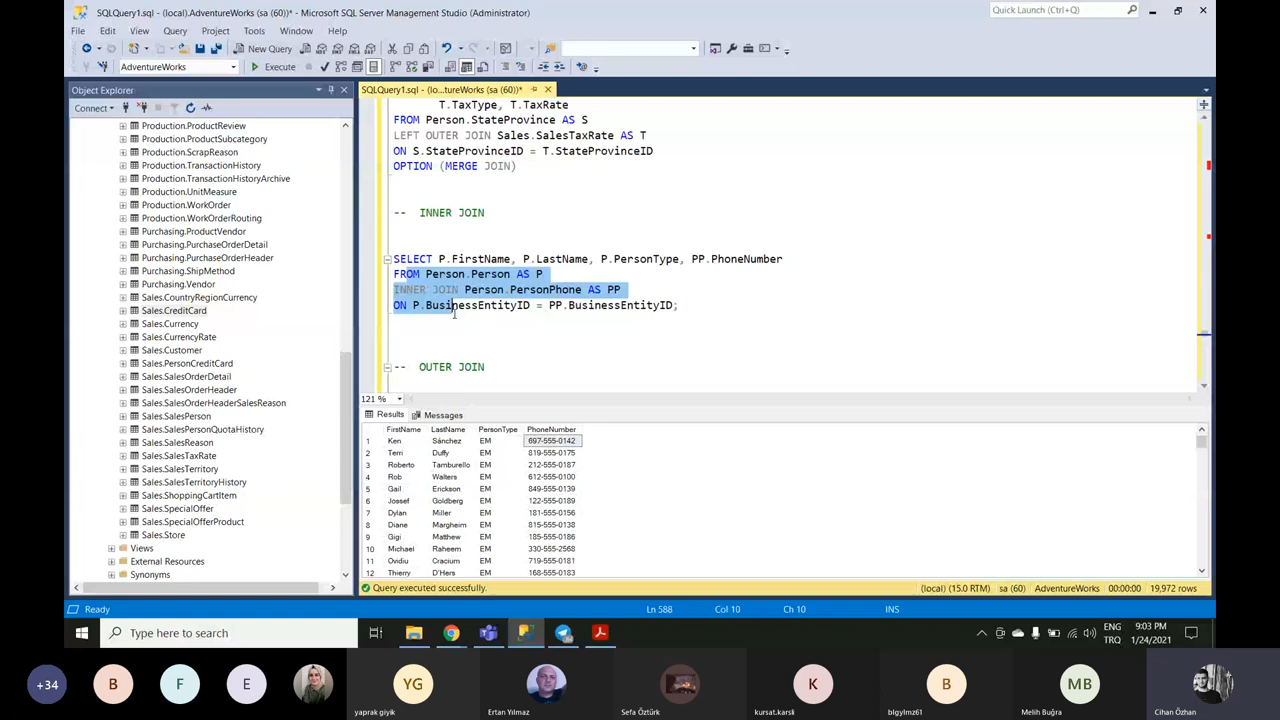 SQLQuery1.sql - (local).AdventureWorks (sa (60))* - Microsoft SQL Server Management Studio (Administrator)
Quick Launch (Ctrl+Q)
File Edit View Query Project Tools Window Help
New Query
AdventureWorks Execute
Object Explorer
SQLQuery1.sql - (lo...tureWorks (sa (60))*
Connect
Production.ProductReview
Production.ProductSubcategory
Production.ScrapReason
Production.TransactionHistory
Production.TransactionHistoryArchive
Production.UnitMeasure
Production.WorkOrder
Production.WorkOrderRouting
Purchasing.ProductVendor
Purchasing.PurchaseOrderDetail
Purchasing.PurchaseOrderHeader
Purchasing.ShipMethod
Purchasing.Vendor
Sales.CountryRegionCurrency
Sales.CreditCard
Sales.Currency
Sales.CurrencyRate
Sales.Customer
Sales.PersonCreditCard
Sales.SalesOrderDetail
Sales.SalesOrderHeader
Sales.SalesOrderHeaderSalesReason
Sales.SalesPerson
Sales.SalesPersonQuotaHistory
Sales.SalesReason
Sales.SalesTaxRate
Sales.SalesTerritory
Sales.SalesTerritoryHistory
Sales.ShoppingCartItem
Sales.SpecialOffer
Sales.SpecialOfferProduct
Sales.Store
Views
External Resources
Synonyms
T.TaxType, T.TaxRate
FROM Person.StateProvince AS S
LEFT OUTER JOIN Sales.SalesTaxRate AS T
ON S.StateProvinceID = T.StateProvinceID
OPTION (MERGE JOIN)
-- INNER JOIN
SELECT P.FirstName, P.LastName, P.PersonType, PP.PhoneNumber
FROM Person.Person AS P
INNER JOIN Person.PersonPhone AS PP
ON P.BusinessEntityID = PP.BusinessEntityID;
-- OUTER JOIN
121 %
Results Messages
FirstName LastName PersonType PhoneNumber
1 Ken Sánchez EM 697-555-0142
2 Terri Duffy EM 819-555-0175
3 Roberto Tamburello EM 212-555-0187
4 Rob Walters EM 612-555-0100
5 Gail Erickson EM 849-555-0139
6 Jossef Goldberg EM 122-555-0189
7 Dylan Miller EM 181-555-0156
8 Diane Margheim EM 815-555-0138
9 Gigi Matthew EM 185-555-0186
10 Michael Raheem EM 330-555-2568
11 Ovidiu Cracium EM 719-555-0181
12 Thierry D'Hers EM 168-555-0183
Query executed successfully. (local) (15.0 RTM) sa (60) AdventureWorks 00:00:00 19,972 rows
Ready Ln 588 Col 10 Ch 10 INS
Type here to search
ENG TRQ
9:03 PM
1/24/2021
+34 B F E YG K B MB
yaprak giyik Ertan Yılmaz Sefa Öztürk kursat.karsli blgylmz61 Melih Buğra Cihan Özhan